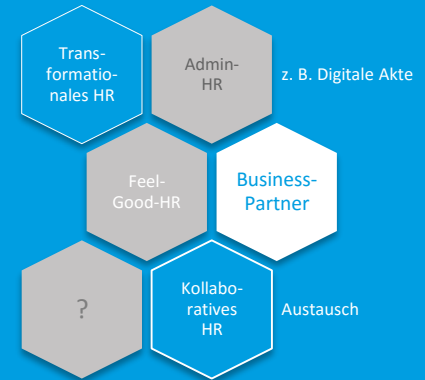 Trans-
formatio-
nales HR
Admin-
HR
z. B. Digitale Akte
Feel-
Good-HR
Business-
Partner
?
Kollabo-
ratives
HR
Austausch